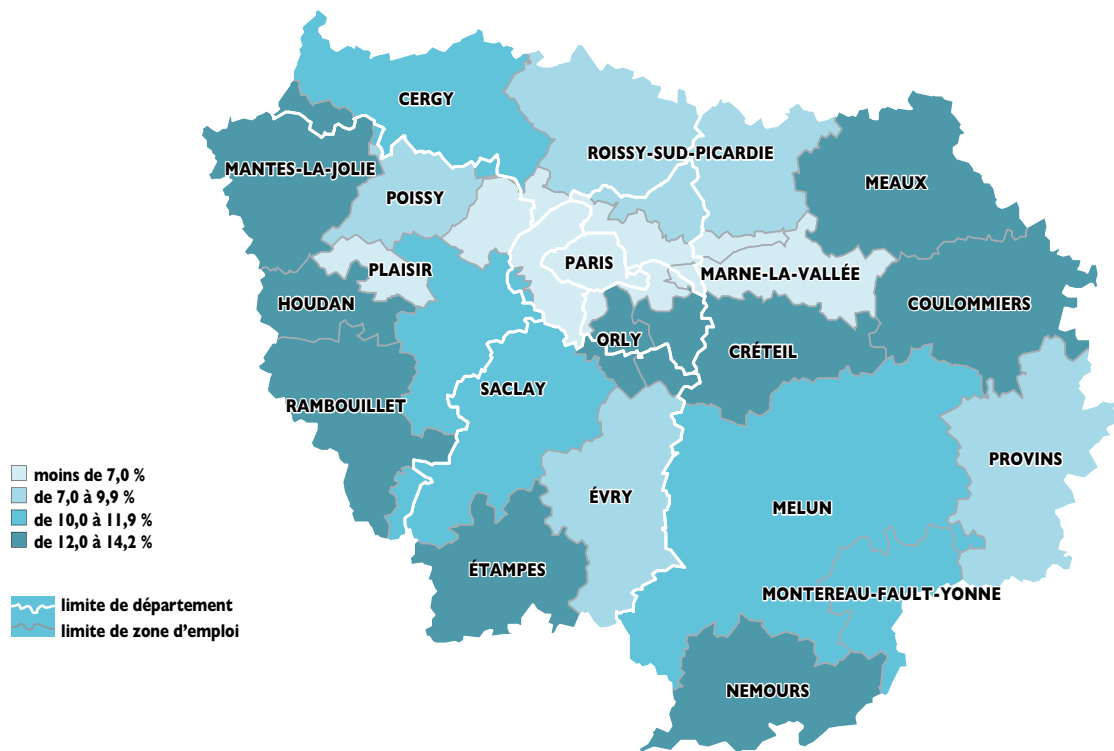 CERGY
ROISSY-SUD-PICARDIE
MANTES-LA-JOLIE
MEAUX
POISSY
PARIS
PLAISIR
MARNE-LA-VALLÉE
HOUDAN
COULOMMIERS
ORLY
CRÉTEIL
SACLAY
RAMBOUILLET
PROVINS
moins de 7,0 %
de 7,0 à 9,9 %
de 10,0 à 11,9 %
de 12,0 à 14,2 %
ÉVRY
MELUN
ÉTAMPES
MONTEREAU-FAULT-YONNE
limite de département
limite de zone d'emploi
NEMOURS